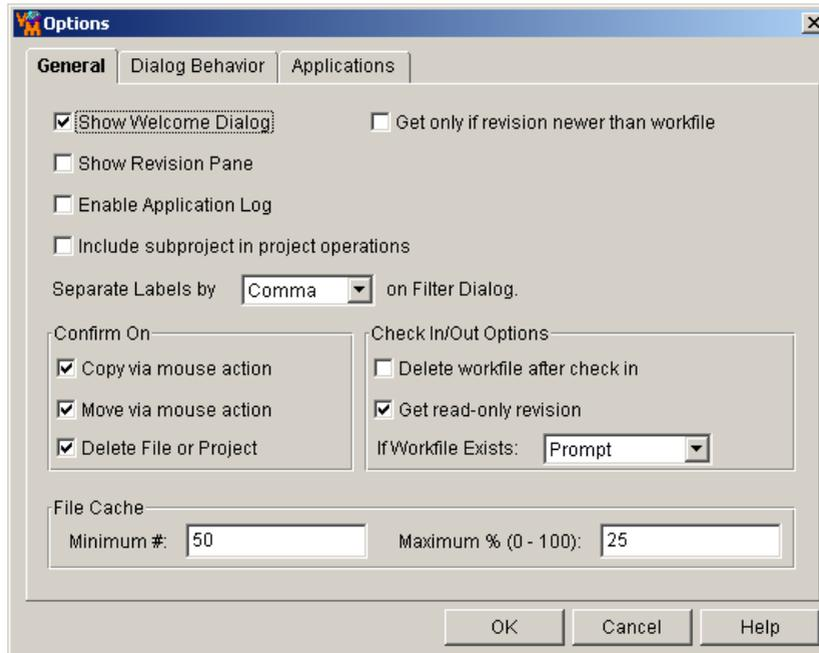 VM Options
General Dialog Behavior Applications
Show Welcome Dialog Get only if revision newer than workfile
Show Revision Pane
Enable Application Log
Include subproject in project operations
Separate Labels by Comma on Filter Dialog.
Confirm On Check In/Out Options
Copy via mouse action Delete workfile after check in
Move via mouse action Get read-only revision
Delete File or Project If Workfile Exists: Prompt
File Cache
Minimum #: 50 Maximum % (0 - 100): 25
OK Cancel Help